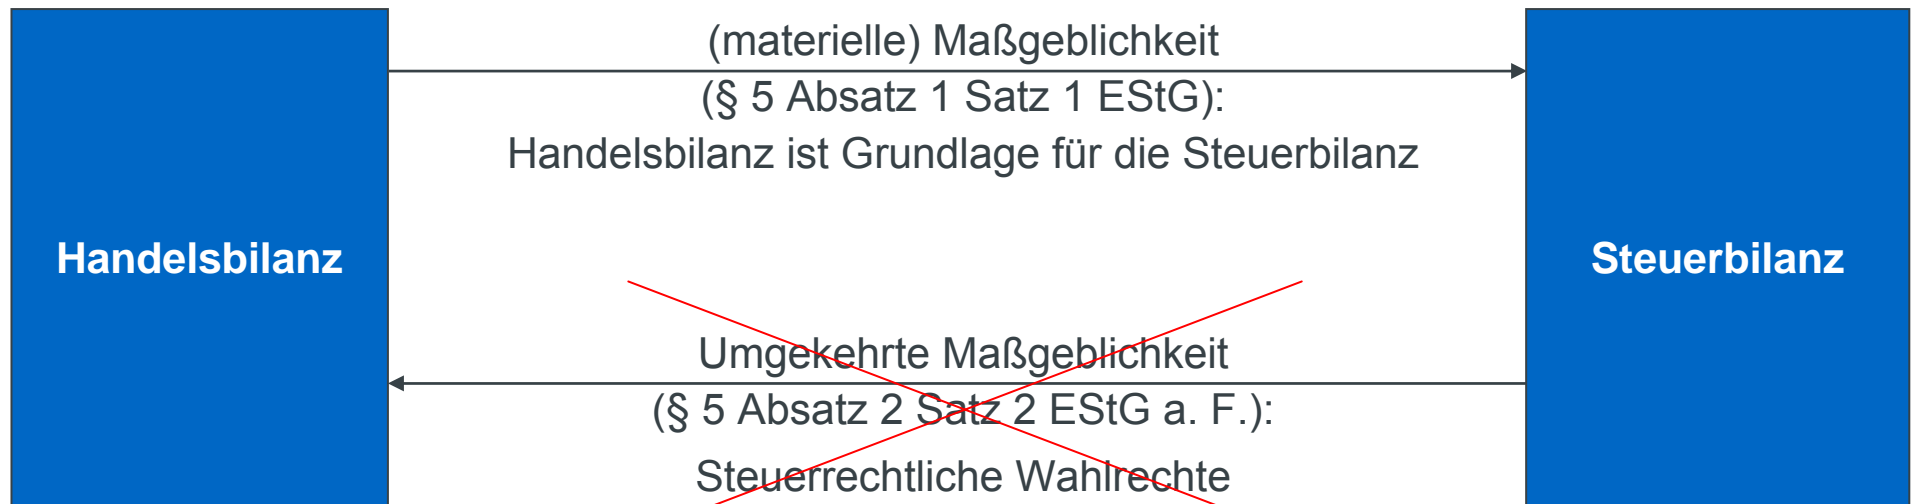 (materielle) Maßgeblichkeit
(§ 5 Absatz 1 Satz 1 EStG):
Handelsbilanz ist Grundlage für die Steuerbilanz
Handelsbilanz
Steuerbilanz
Umgekehrte Maßgeblichkeit
(§ 5 Absatz 2 Satz 2 EStG a. F.):
Steuerrechtliche Wahlrechte